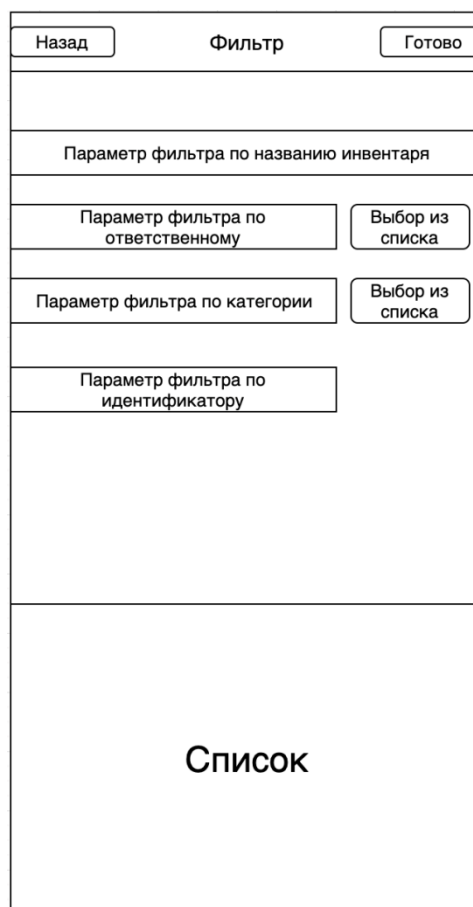 Назад
Фильтр
Готово
Параметр фильтра по названию инвентаря
Параметр фильтра по
ответственному
Выбор из
списка
Параметр фильтра по категории
Выбор из
списка
Параметр фильтра по
идентификатору
Список